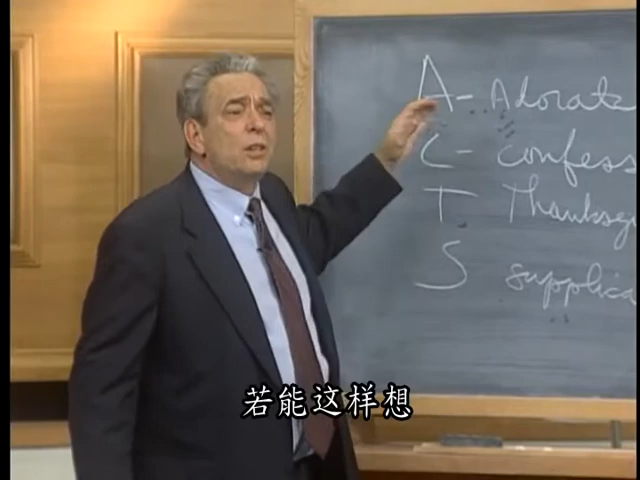 A - Adorat
C - confess
T - Thanksg
S supplica
若能这样想